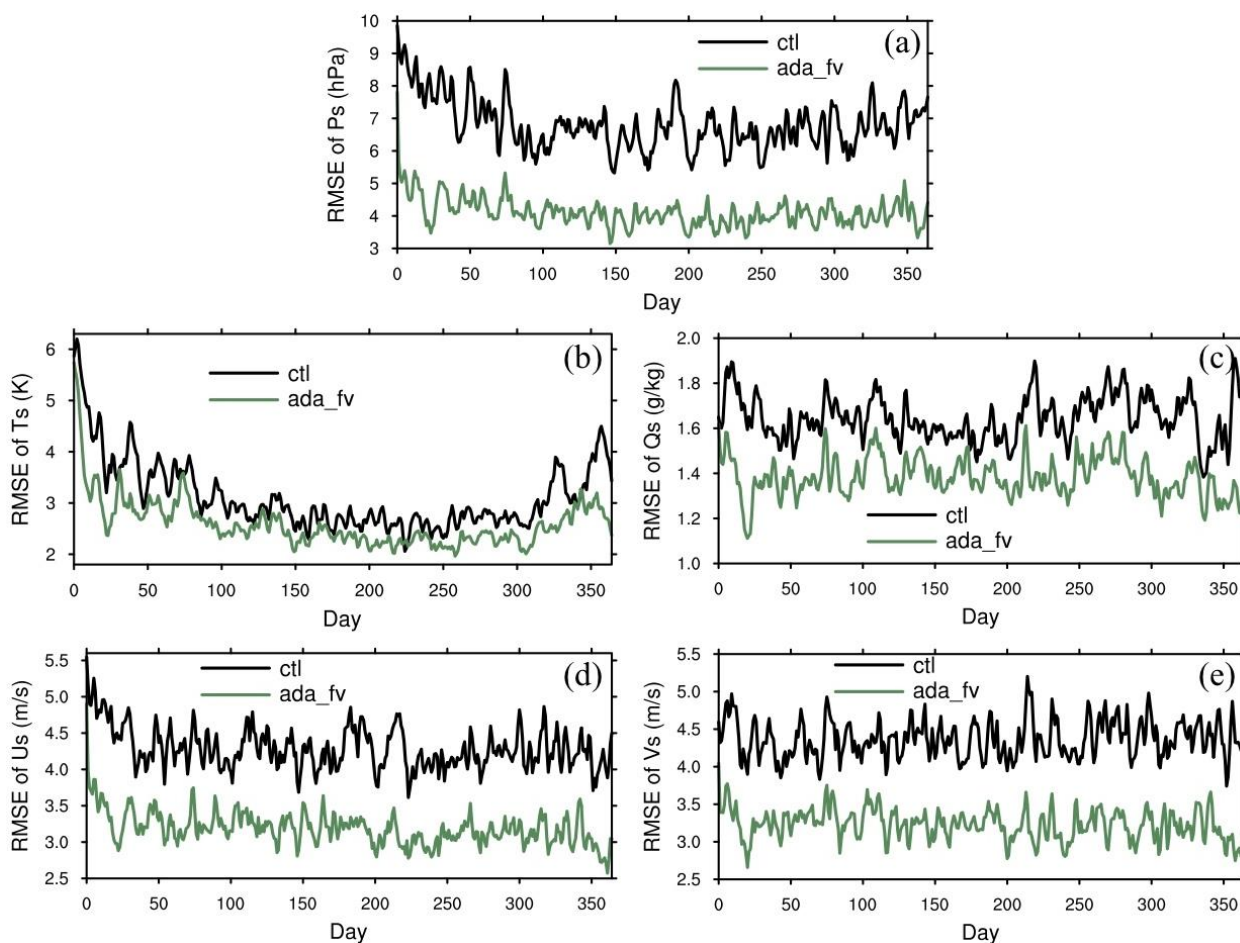 10
9
8
7
6
5
4
3
RMSE of Ps (hPa)
ctl
ada_fv
(a)
0 50 100 150 200 250 300 350
Day
6
5
4
3
2
RMSE of Ts (K)
ctl
ada_fv
(b)
0 50 100 150 200 250 300 350
Day
2.0
1.8
1.6
1.4
1.2
1.0
RMSE of Qs (g/kg)
ctl
ada_fv
(c)
0 50 100 150 200 250 300 350
Day
5.5
5.0
4.5
4.0
3.5
3.0
2.5
RMSE of Us (m/s)
ctl
ada_fv
(d)
0 50 100 150 200 250 300 350
Day
5.5
5.0
4.5
4.0
3.5
3.0
2.5
RMSE of Vs (m/s)
ctl
ada_fv
(e)
0 50 100 150 200 250 300 350
Day